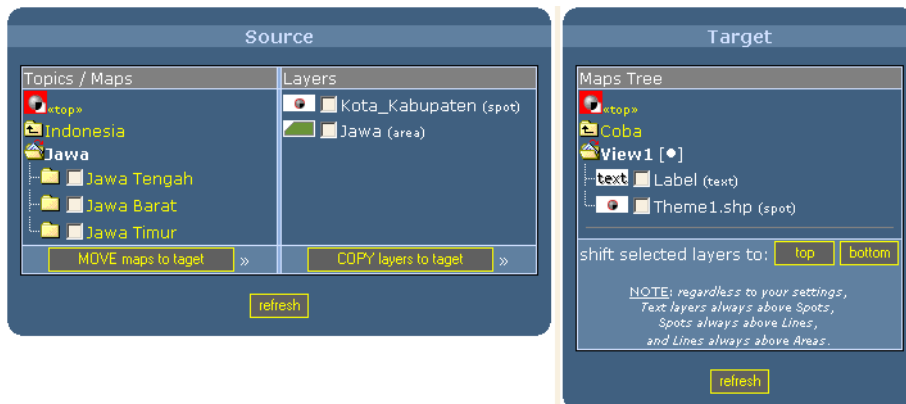 Source
Topics / Maps
«top»
Indonesia
Jawa
Jawa Tengah
Jawa Barat
Jawa Timur
MOVE maps to taget »
Layers
Kota_Kabupaten (spot)
Jawa (area)
COPY layers to taget »
refresh
Target
Maps Tree
«top»
Coba
View1 [●]
text Label (text)
Theme1.shp (spot)
shift selected layers to: top bottom
NOTE: regardless to your settings,
Text layers always above Spots,
Spots always above Lines,
and Lines always above Areas.
refresh